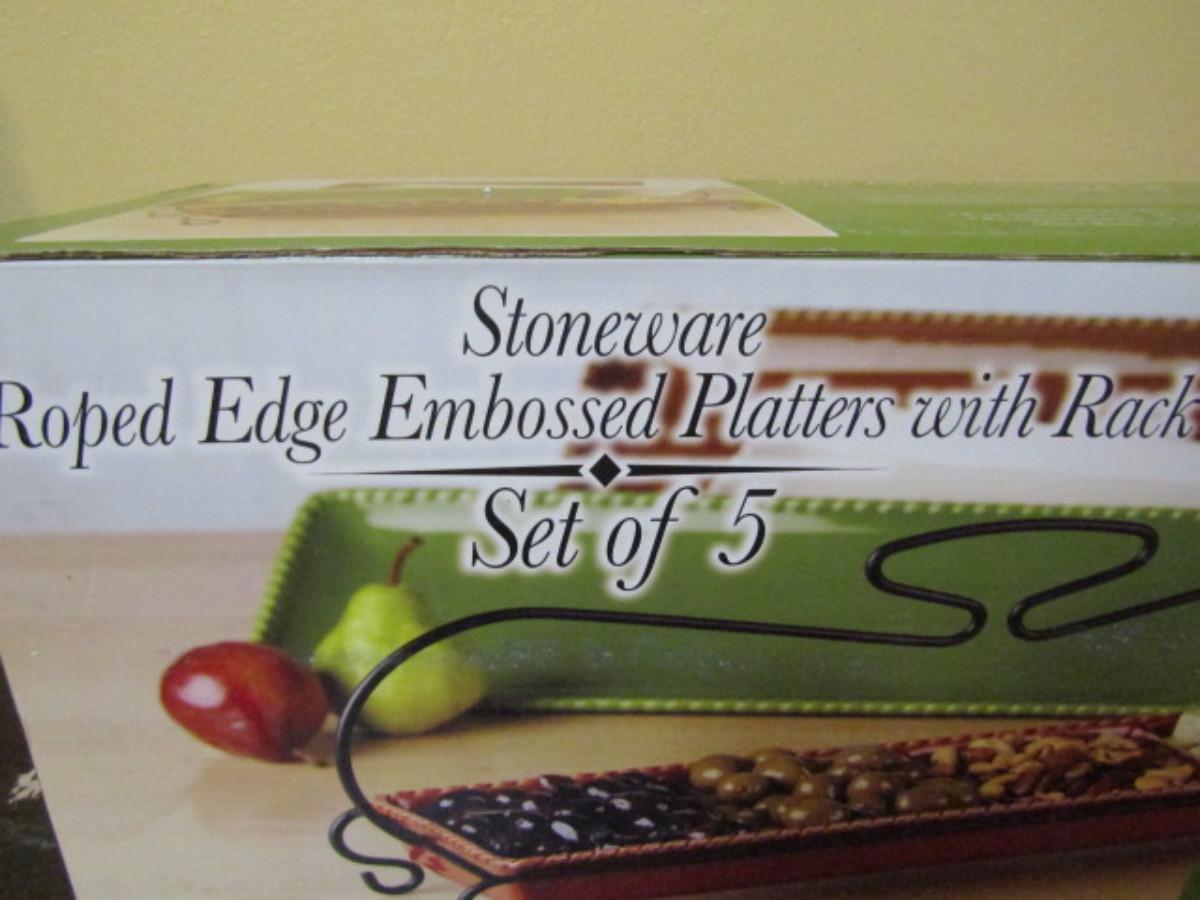 Stoneware
Roped Edge Embossed Platters with Rack
Set of 5